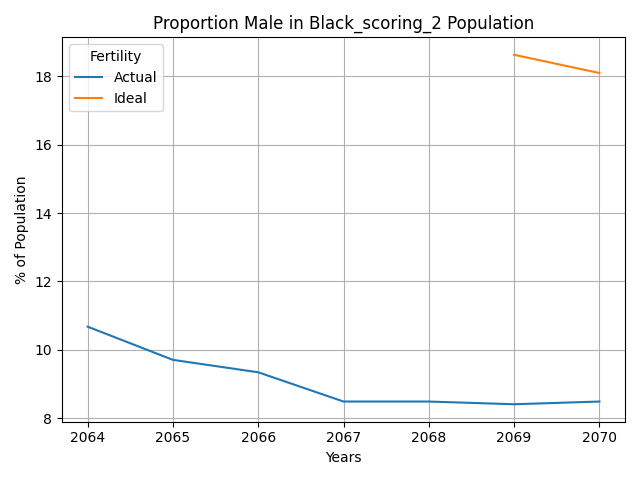 Proportion Male in Black_scoring_2 Population
Fertility
Actual
Ideal
% of Population
18
16
14
12
10
8
2064 2065 2066 2067 2068 2069 2070
Years